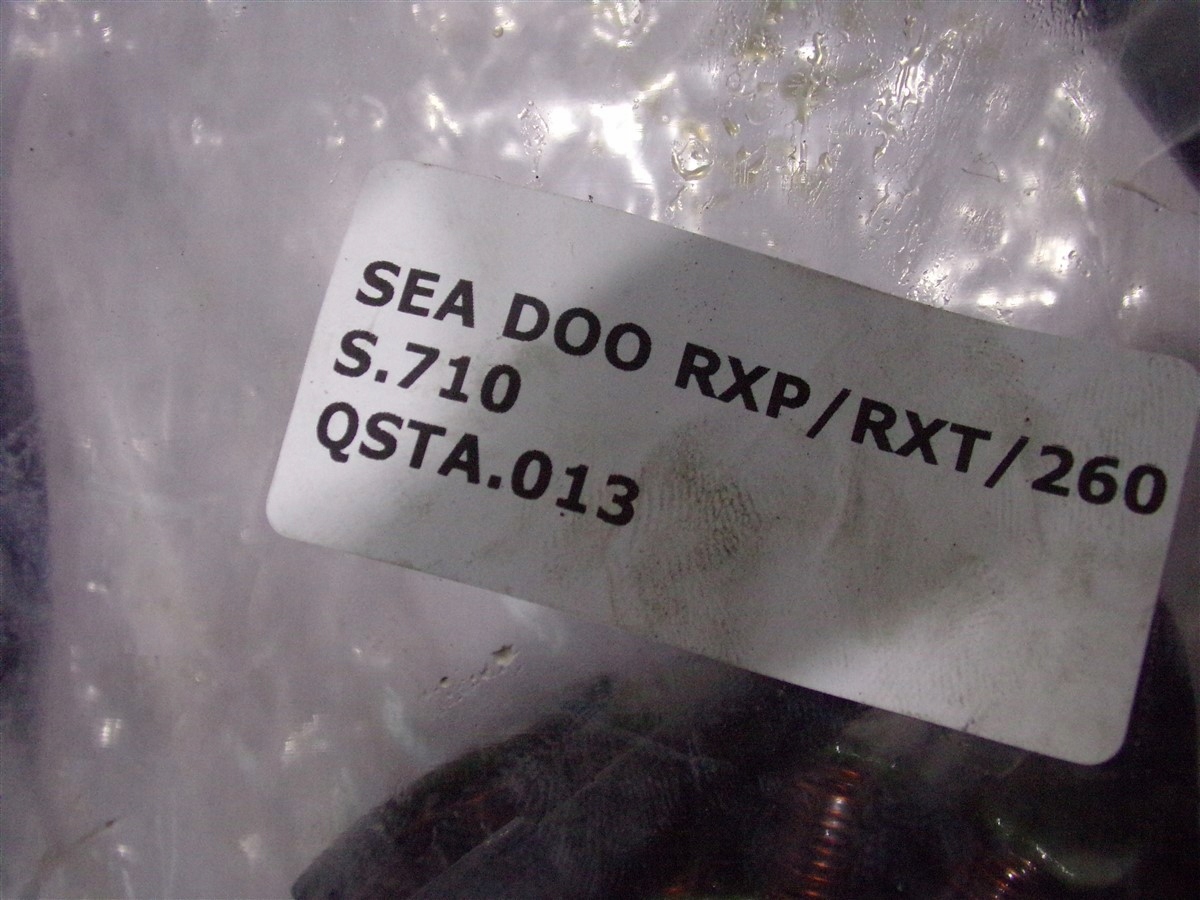 SEA DOO RXP/RXT/260
S.710
QSTA.013